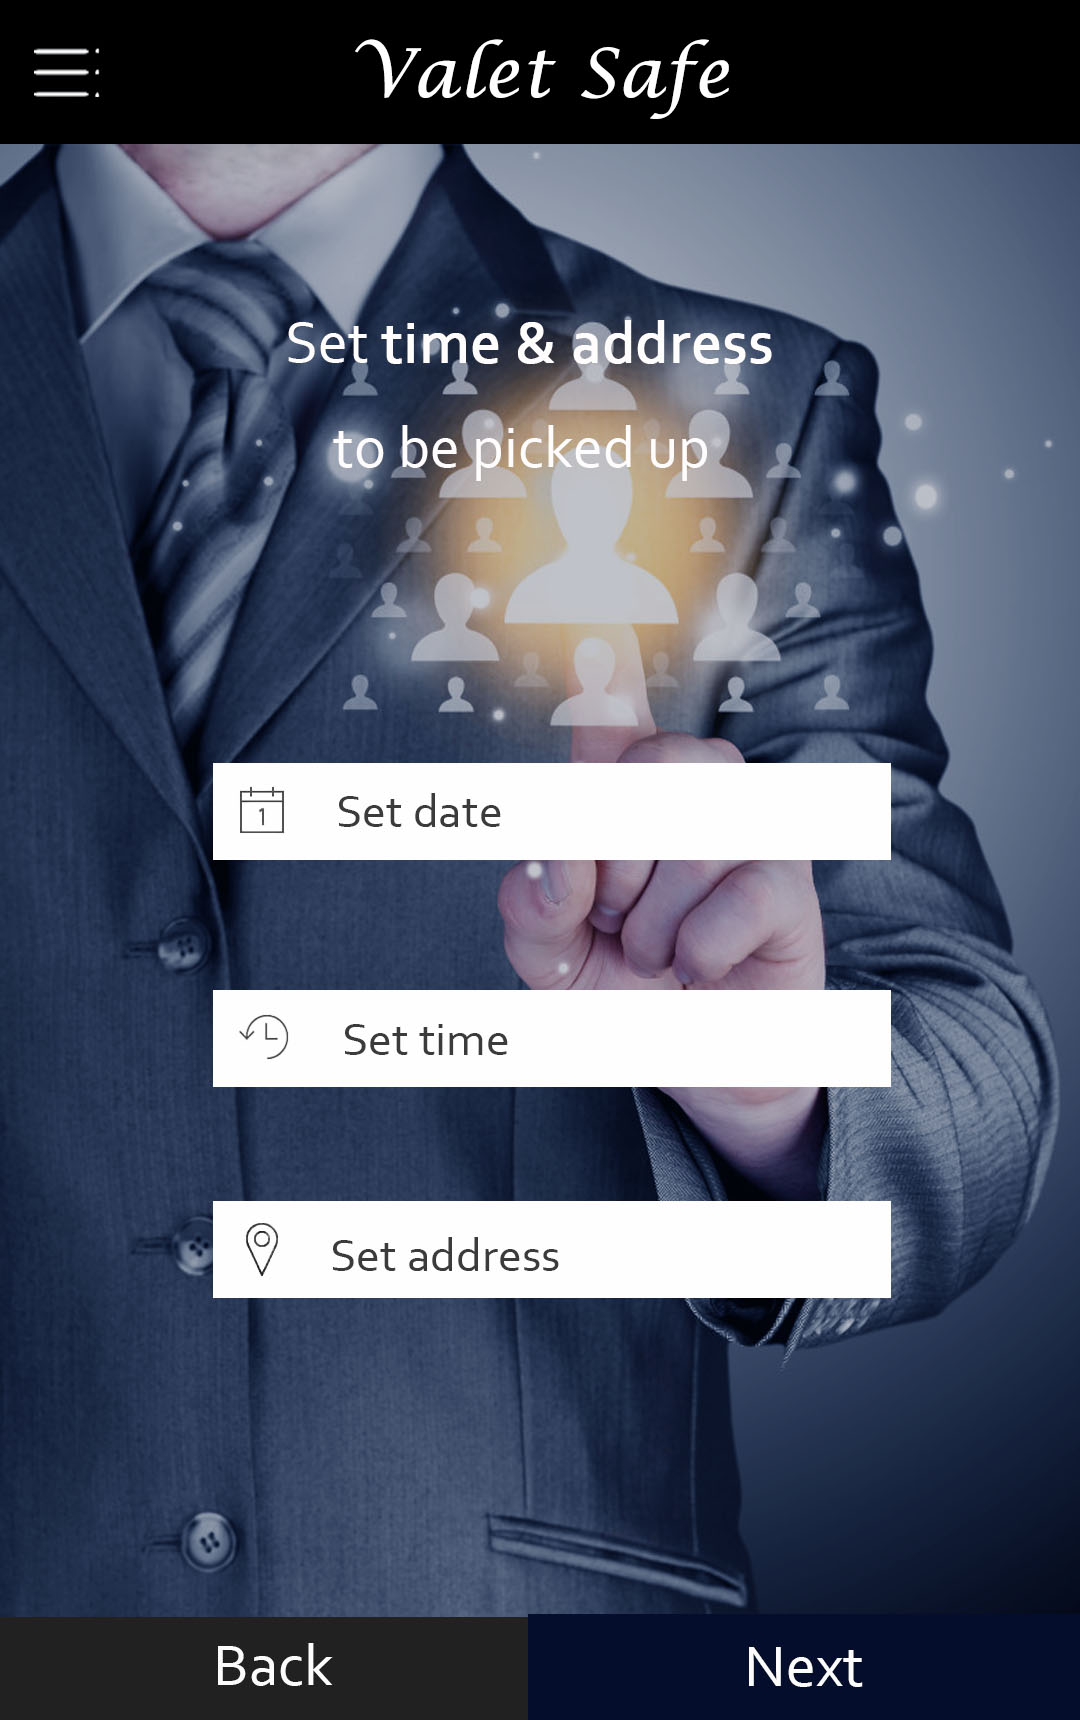 Valet Safe
Set time & address
to be picked up
1
Set date
Set time
Set address
Back
Next